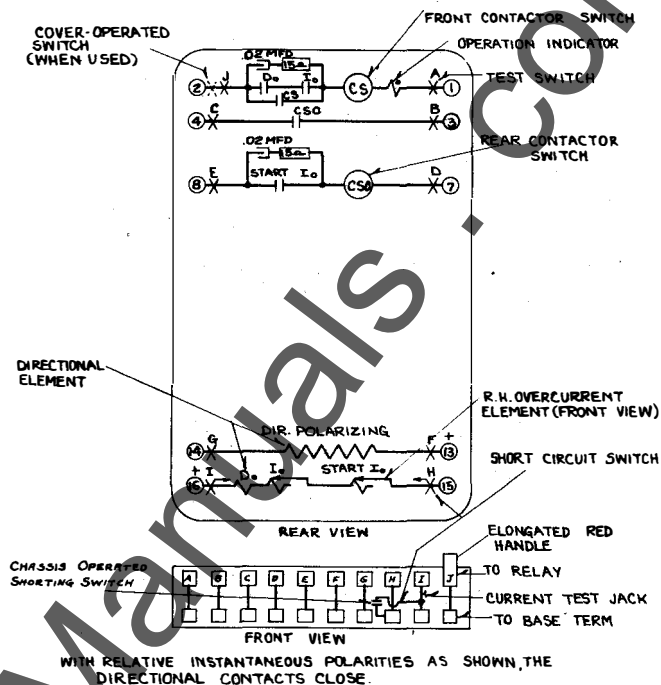 FRONT CONTACTOR SWITCH
COVER-OPERATED
SWITCH
(WHEN USED)
OPERATION INDICATOR
TEST SWITCH
.02 MFD
15Ω
2 J Do Io CS A 1
CS
4 C CSA B 3
REAR CONTACTOR
SWITCH
.02 MFD
15Ω
8 E START Io CSA D 7
DIRECTIONAL
ELEMENT
R.H. OVERCURRENT
ELEMENT (FRONT VIEW)
DIR. POLARIZING
14 G F + 13
SHORT CIRCUIT SWITCH
+ I Do Io START Io H
16 15
REAR VIEW
ELONGATED RED
HANDLE
CHASSIS OPERATED
SHORTING SWITCH
A B C D E F G H I J
TO RELAY
CURRENT TEST JACK
TO BASE TERM
FRONT VIEW
WITH RELATIVE INSTANTANEOUS POLARITIES AS SHOWN, THE
DIRECTIONAL CONTACTS CLOSE.